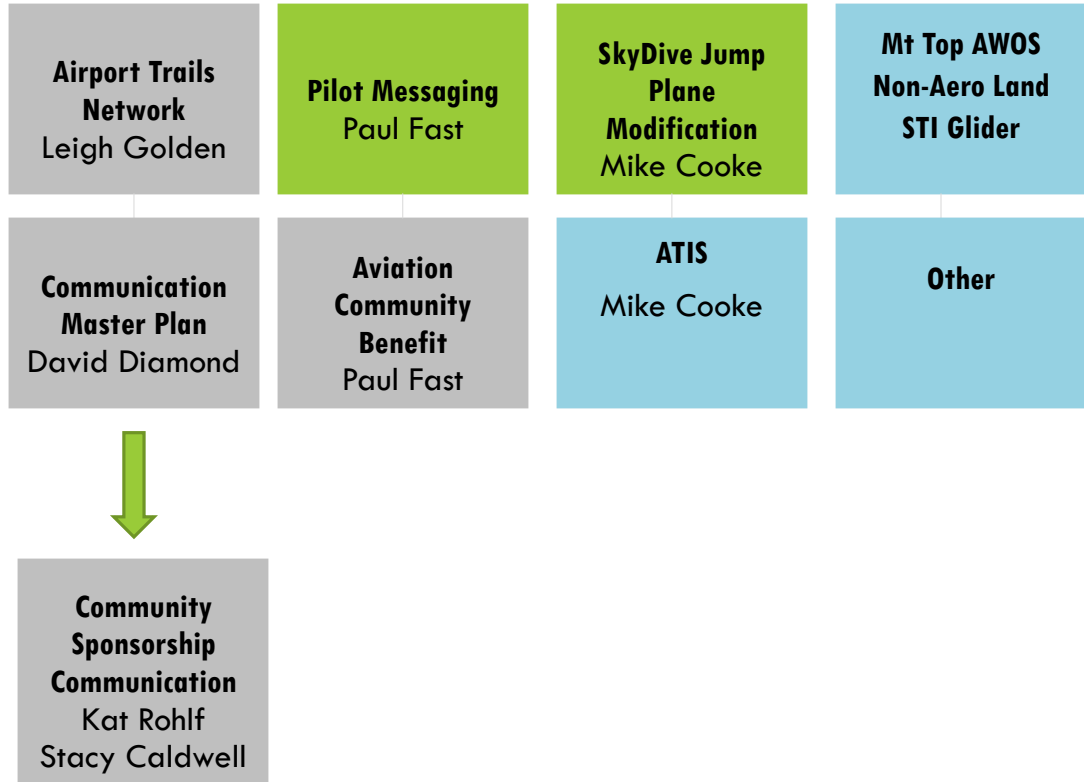 Airport Trails
Network
Leigh Golden
Pilot Messaging
Paul Fast
SkyDive Jump
Plane
Modification
Mike Cooke
Mt Top AWOS
Non-Aero Land
STI Glider
Communication
Master Plan
David Diamond
Aviation
Community
Benefit
Paul Fast
ATIS
Mike Cooke
Other
Community
Sponsorship
Communication
Kat Rohlf
Stacy Caldwell